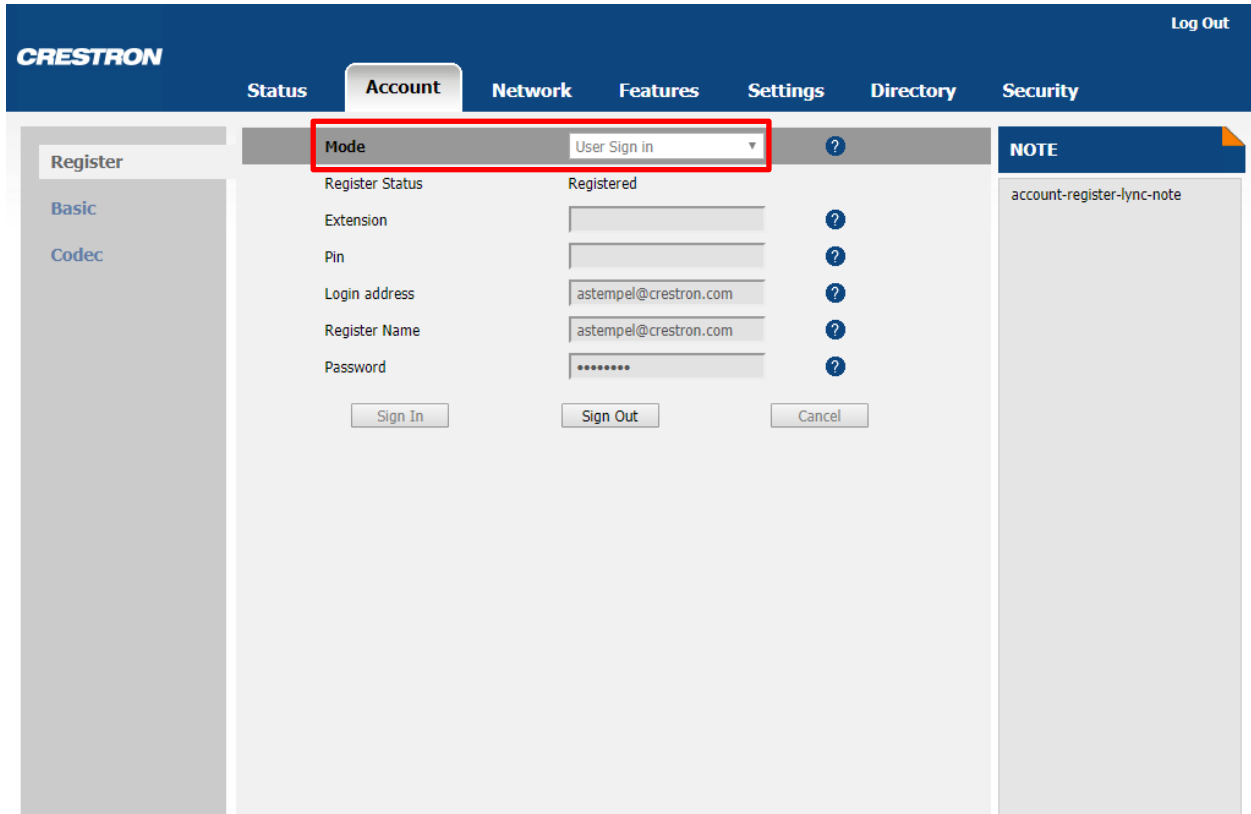 Log Out
CRESTRON
Status Account Network Features Settings Directory Security
Register
Basic
Codec
Mode User Sign in ?
Register Status Registered
Extension ?
Pin ?
Login address astempel@crestron.com ?
Register Name astempel@crestron.com ?
Password •••••••• ?
Sign In Sign Out Cancel
NOTE
account-register-lync-note